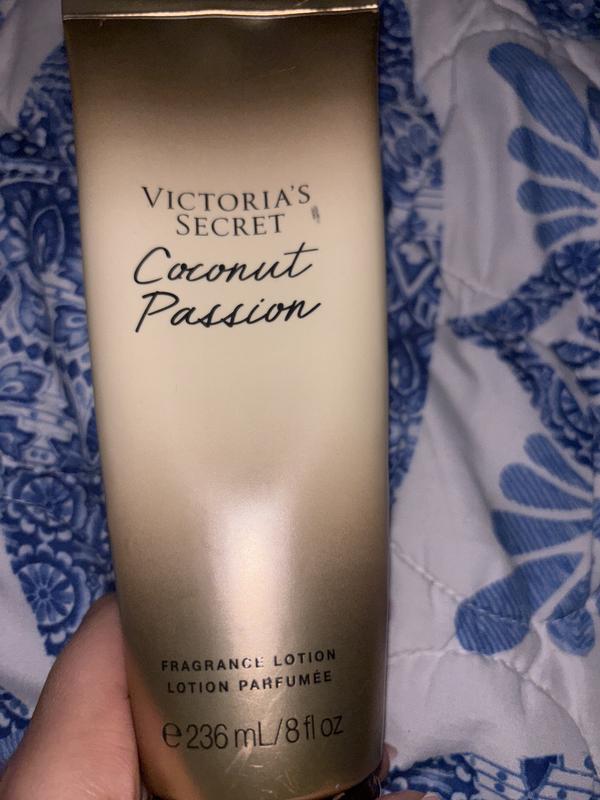 VICTORIA'S
SECRET
Coconut
Passion
FRAGRANCE LOTION
LOTION PARFUMÉE
℮ 236 mL/8 fl oz